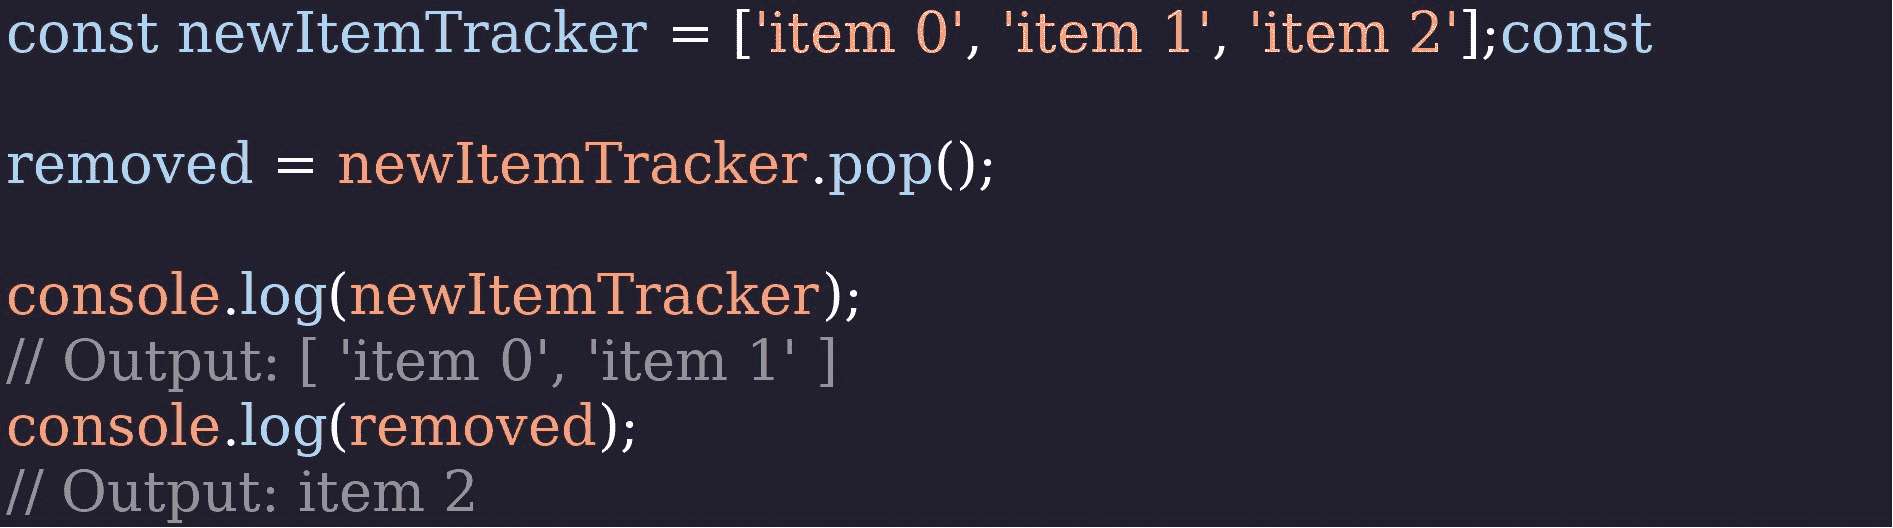 const newItemTracker = ['item 0', 'item 1', 'item 2'];const
removed = newItemTracker.pop();
console.log(newItemTracker);
// Output: [ 'item 0', 'item 1' ]
console.log(removed);
// Output: item 2